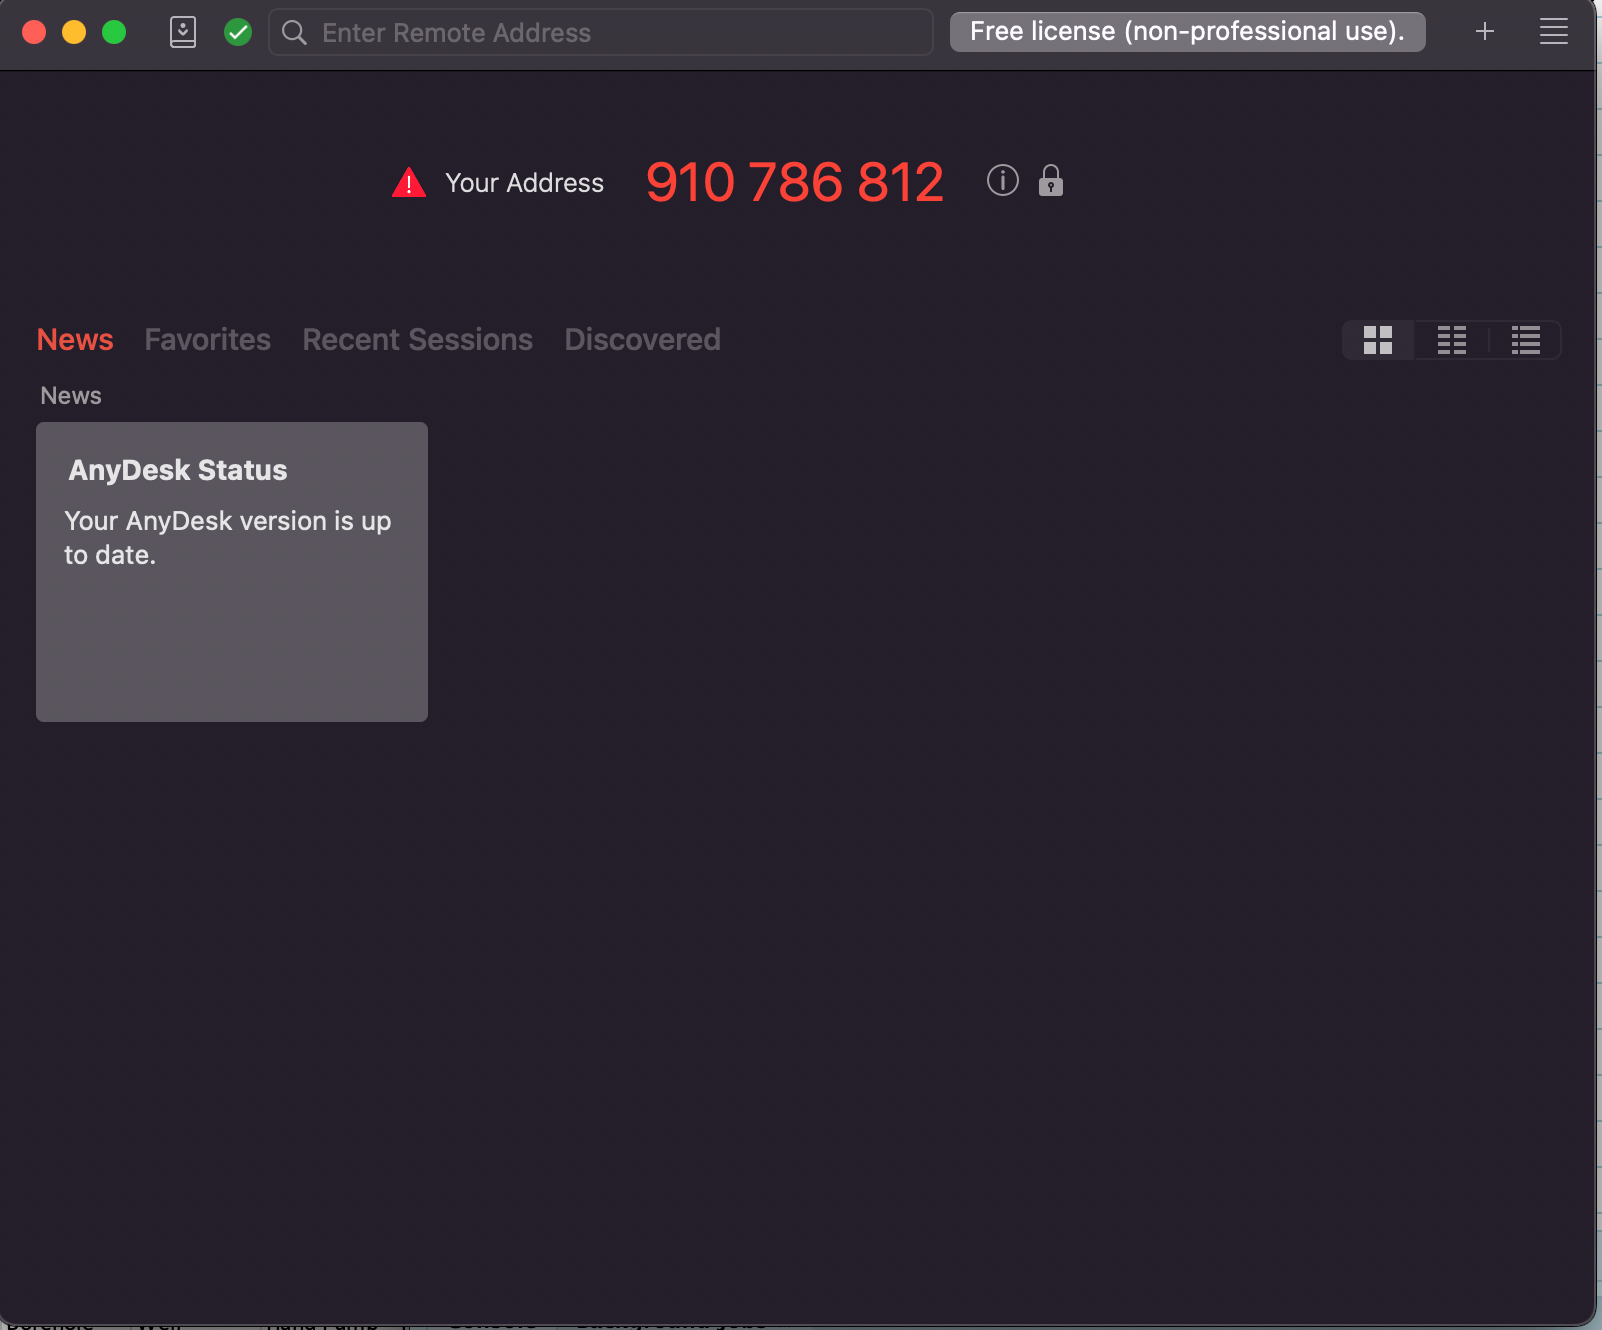 Enter Remote Address
Free license (non-professional use).
Your Address 910 786 812
News Favorites Recent Sessions Discovered
News
AnyDesk Status
Your AnyDesk version is up
to date.